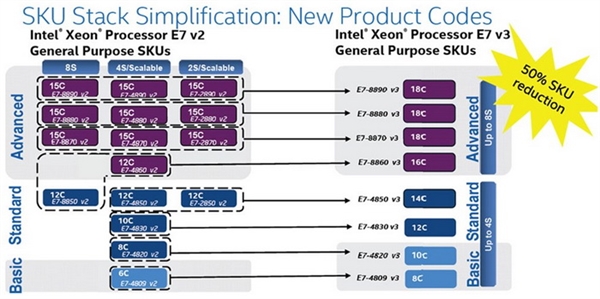 SKU Stack Simplification: New Product Codes
Intel® Xeon® Processor E7 v2
General Purpose SKUs
Intel® Xeon® Processor E7 v3
General Purpose SKUs
50% SKU
reduction
8S
4S/Scalable
2S/Scalable
Advanced
15C
E7-8890 v2
15C
E7-4890 v2
15C
E7-2890 v2
E7-8890 v3
18C
15C
E7-8880 v2
15C
E7-4880 v2
15C
E7-2880 v2
E7-8880 v3
18C
15C
E7-8870 v2
15C
E7-4870 v2
15C
E7-2870 v2
E7-8870 v3
18C
12C
E7-4860 v2
E7-8860 v3
16C
Advanced
Up to 8S
Standard
12C
E7-8850 v2
12C
E7-4850 v2
12C
E7-2850 v2
E7-4850 v3
14C
10C
E7-4830 v2
E7-4830 v3
12C
Standard
Up to 4S
Basic
8C
E7-4820 v2
E7-4820 v3
10C
6C
E7-4809 v2
E7-4809 v3
8C
Basic